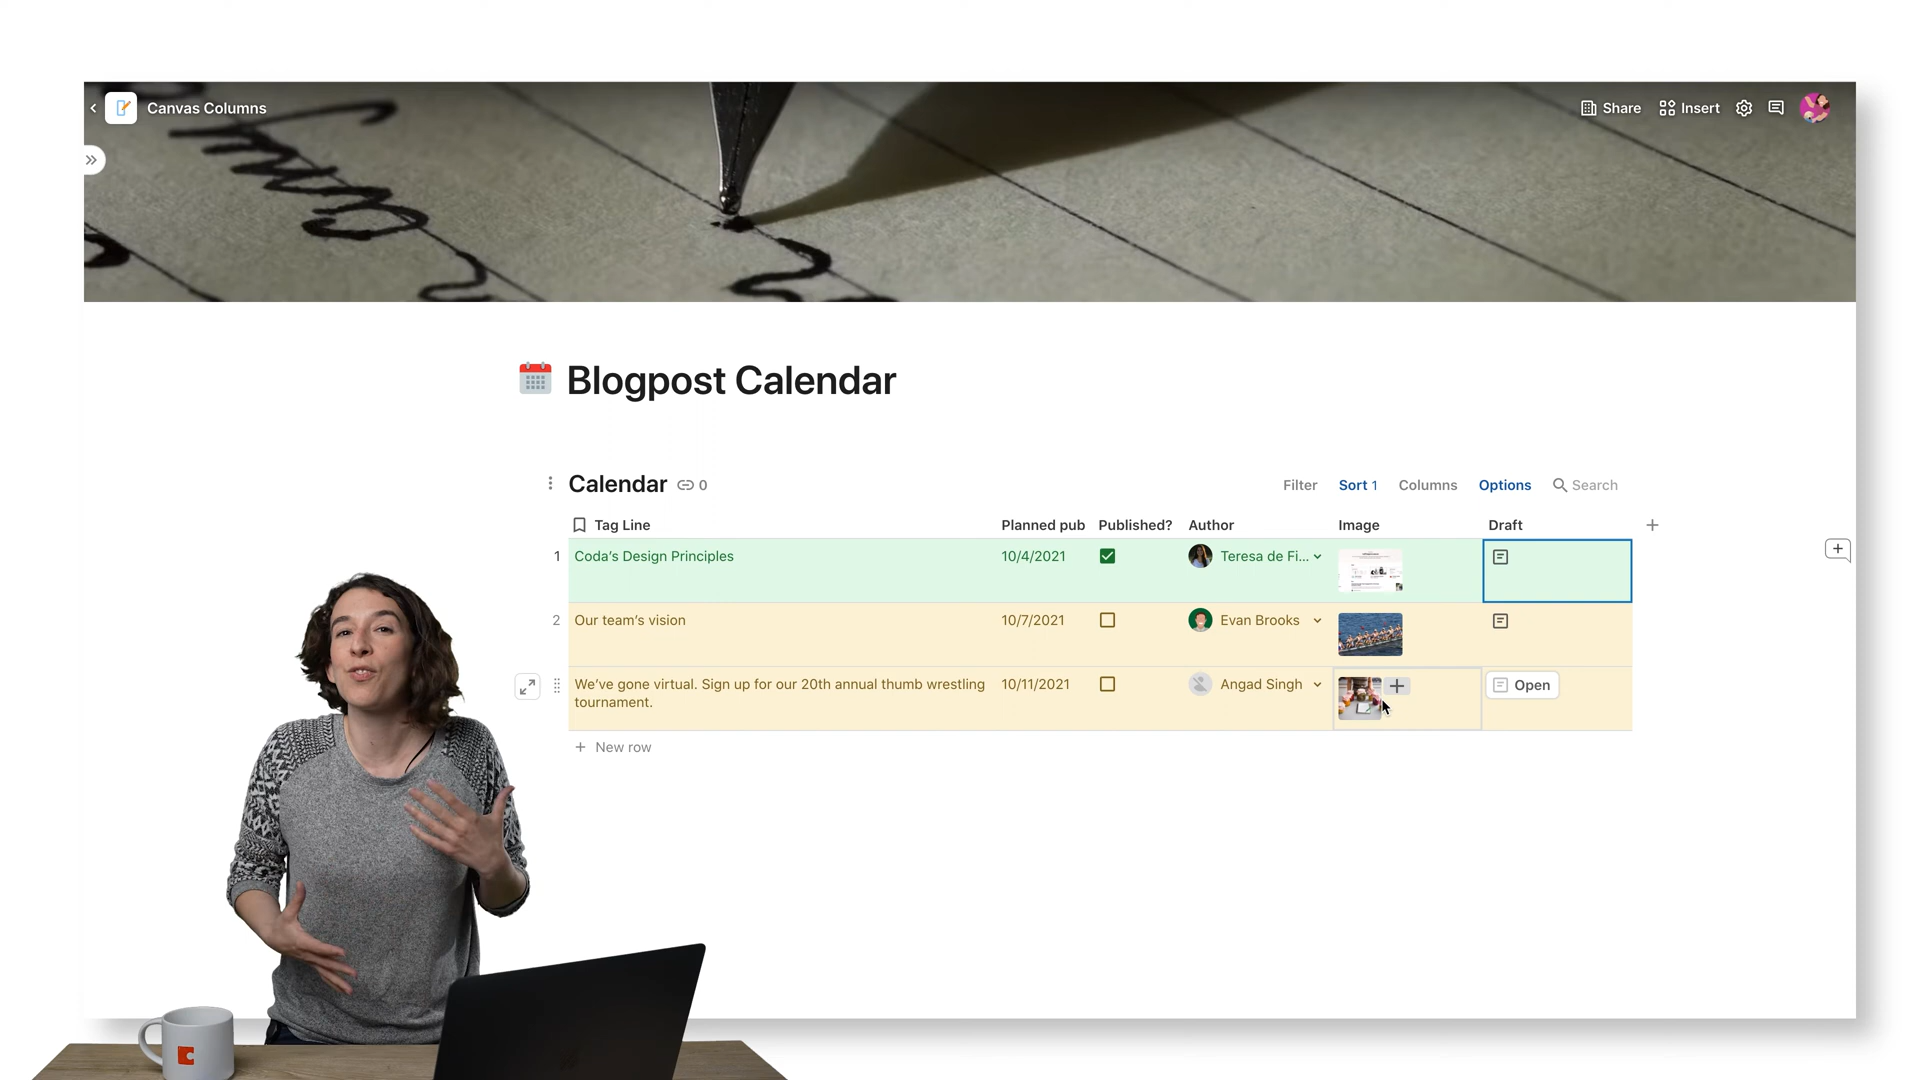 Canvas Columns
Share
Insert
Blogpost Calendar
Calendar 0
Filter
Sort 1
Columns
Options
Search
Tag Line
Planned pub
Published?
Author
Image
Draft
1
Coda's Design Principles
10/4/2021
Teresa de Fi...
2
Our team's vision
10/7/2021
Evan Brooks
We've gone virtual. Sign up for our 20th annual thumb wrestling
tournament.
10/11/2021
Angad Singh
Open
New row